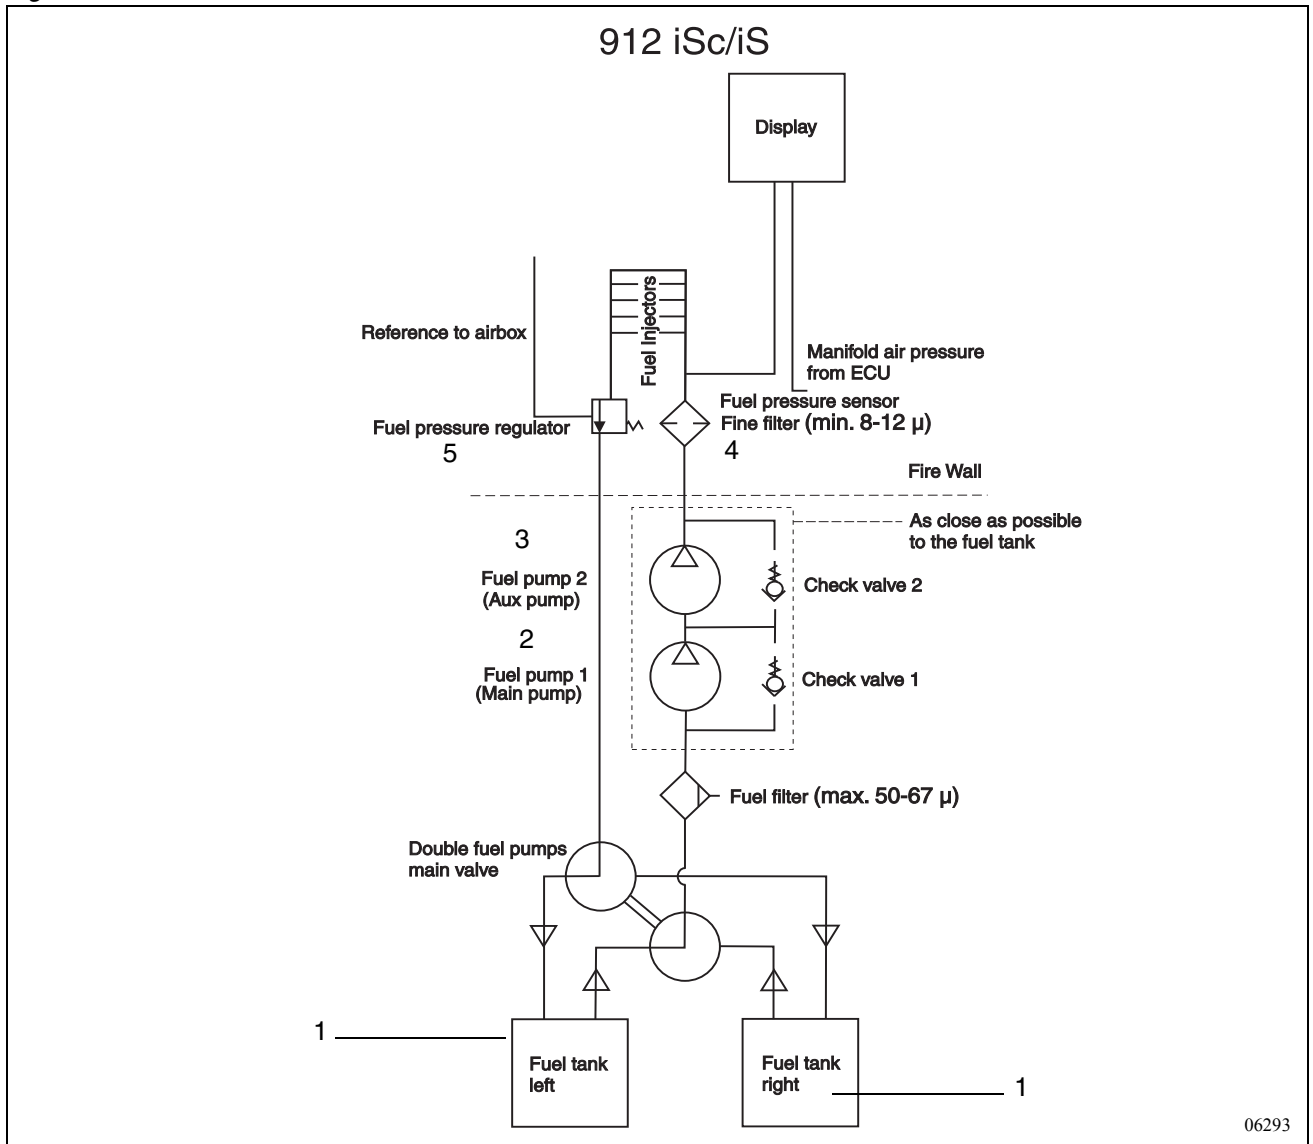 912 iSc/iS
Display
Fuel Injectors
Reference to airbox
Manifold air pressure
from ECU
Fuel pressure sensor
Fine filter (min. 8-12 µ)
4
Fuel pressure regulator
5
Fire Wall
As close as possible
to the fuel tank
3
Fuel pump 2
(Aux pump)
Check valve 2
2
Fuel pump 1
(Main pump)
Check valve 1
Fuel filter (max. 50-67 µ)
Double fuel pumps
main valve
1
Fuel tank
left
Fuel tank
right
1
06293